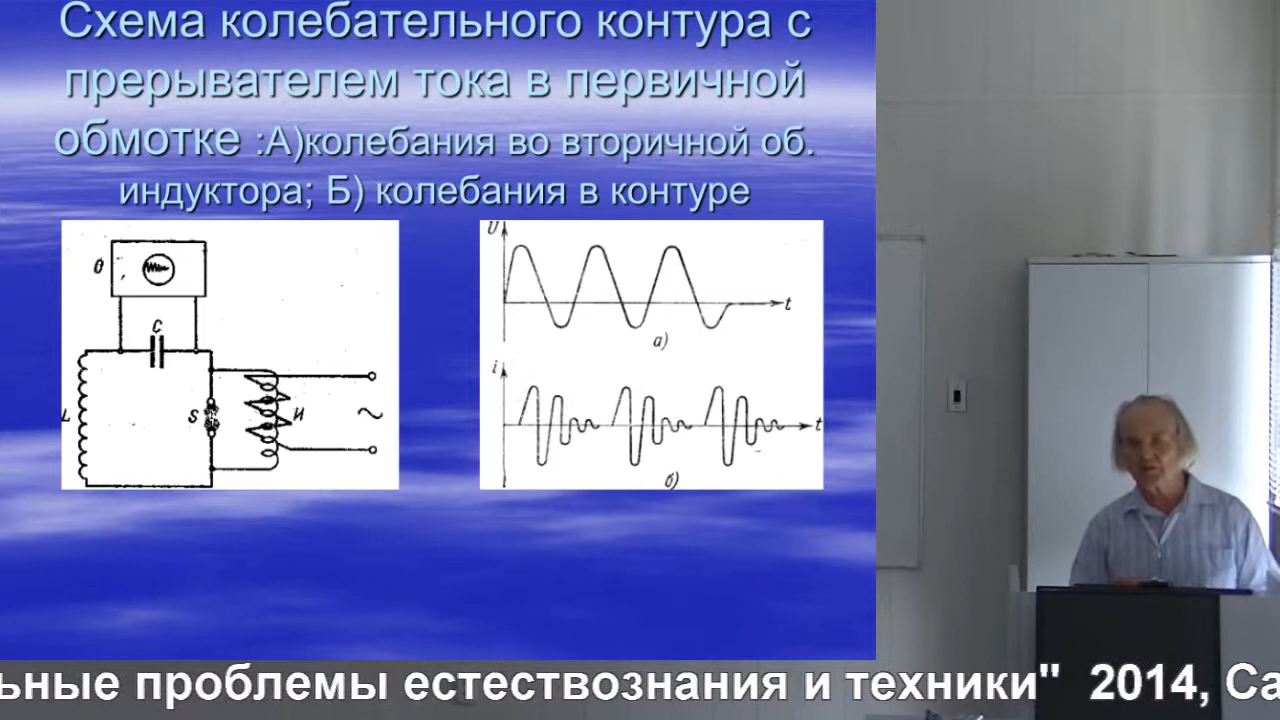 Схема колебательного контура с
прерывателем тока в первичной
обмотке :А)колебания во вторичной об.
индуктора; Б) колебания в контуре
О
C
L
S
И
~
U
t
а)
i
t
б)
ьные проблемы естествознания и техники" 2014, Са